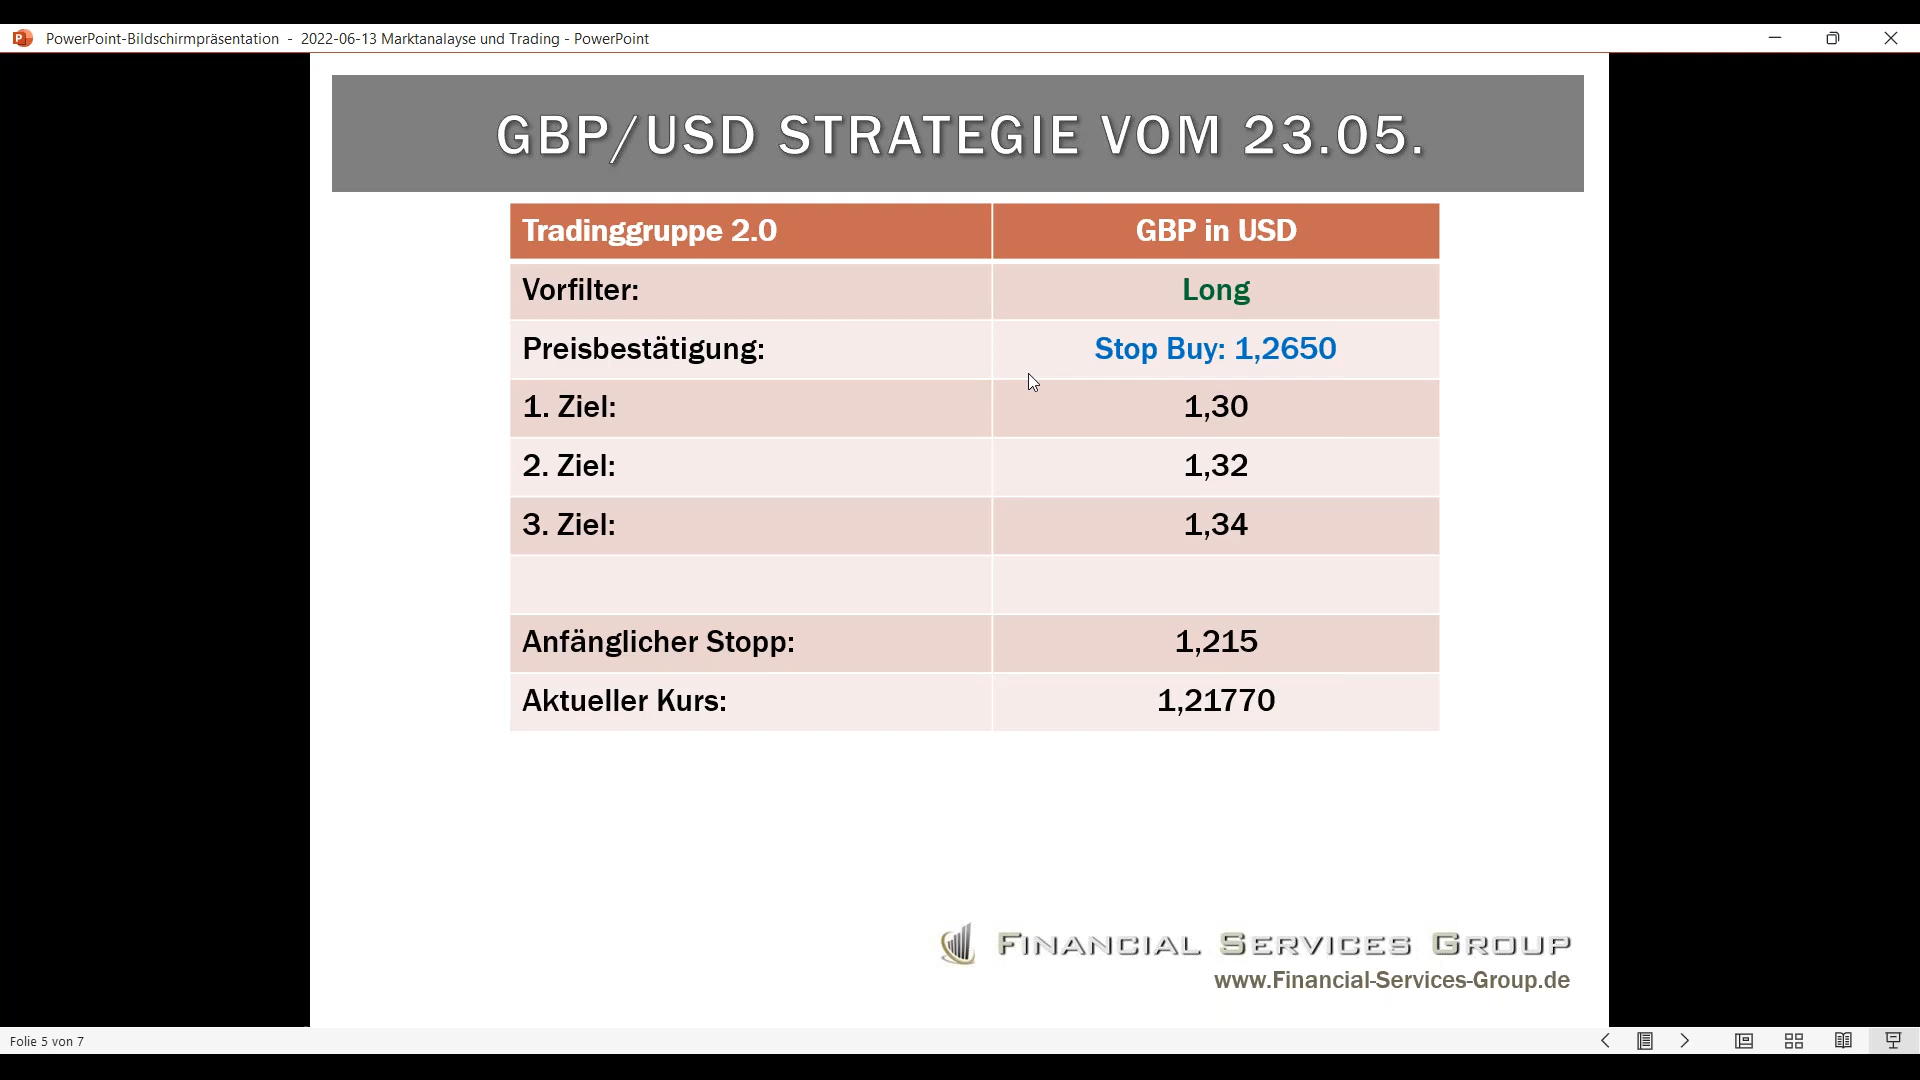 PowerPoint-Bildschirmpräsentation - 2022-06-13 Marktanalayse und Trading - PowerPoint
GBP/USD STRATEGIE VOM 23.05.
Tradinggruppe 2.0 GBP in USD
Vorfilter: Long
Preisbestätigung: Stop Buy: 1,2650
1. Ziel: 1,30
2. Ziel: 1,32
3. Ziel: 1,34
Anfänglicher Stopp: 1,215
Aktueller Kurs: 1,21770
FINANCIAL SERVICES GROUP
www.Financial-Services-Group.de
Folie 5 von 7